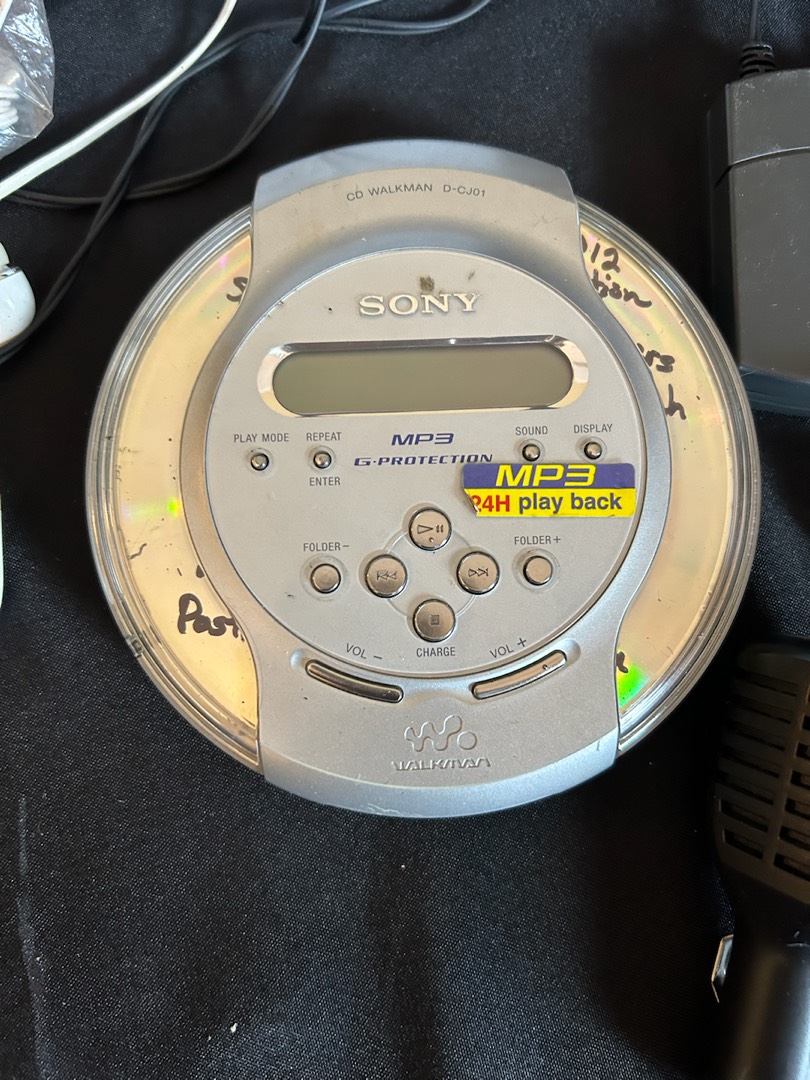 CD WALKMAN D-CJ01
SONY
PLAY MODE
REPEAT
ENTER
MP3
G-PROTECTION
SOUND
DISPLAY
MP3
24H play back
FOLDER−
FOLDER+
VOL −
CHARGE
VOL +
WALKMAN